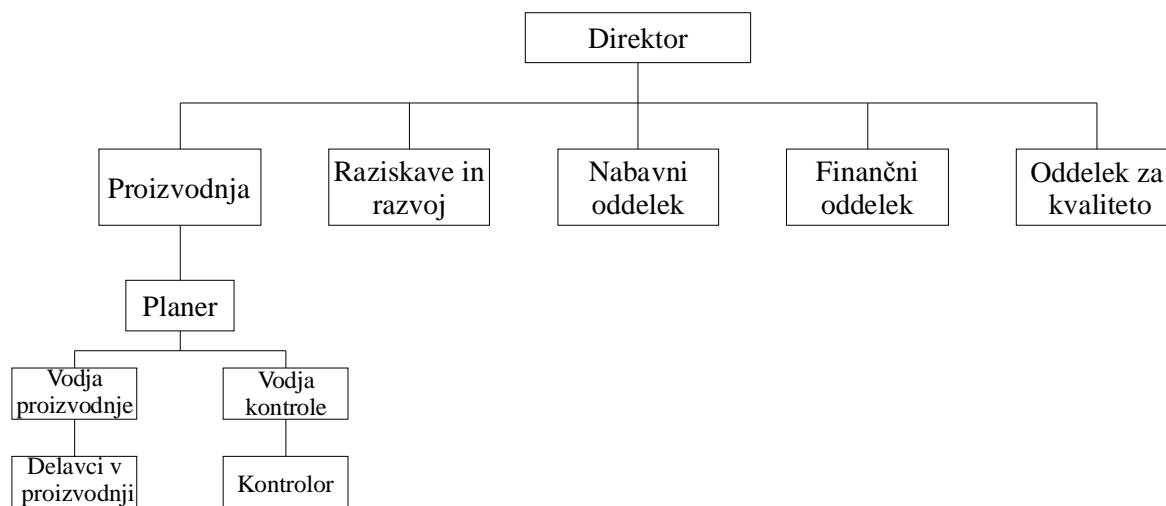 Direktor
Proizvodnja
Raziskave in
razvoj
Nabavni
oddelek
Finančni
oddelek
Oddelek za
kvaliteto
Planer
Vodja
proizvodnje
Vodja
kontrole
Delavci v
proizvodnji
Kontrolor